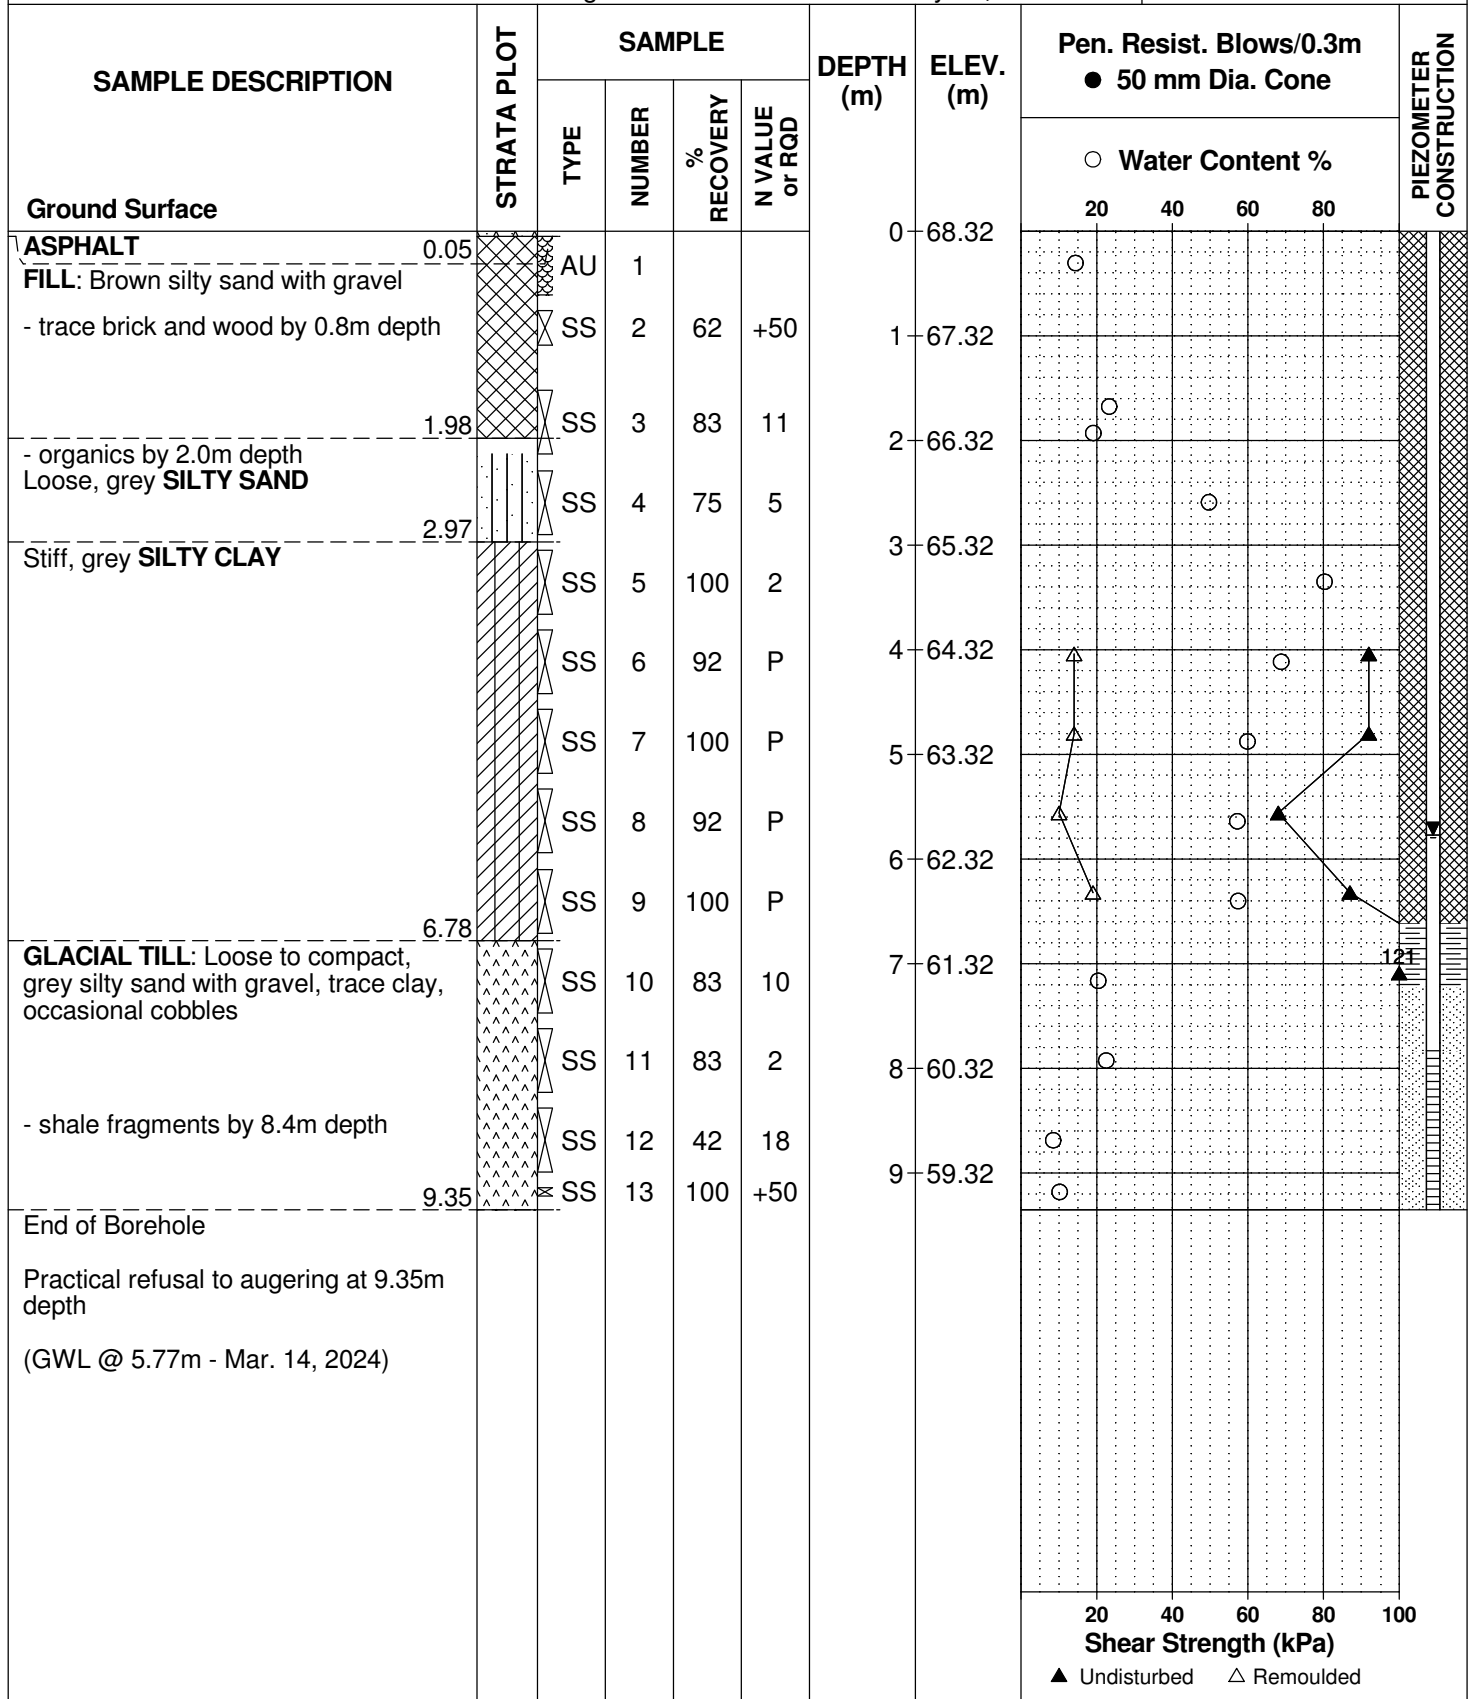 SAMPLE DESCRIPTION
STRATA PLOT
SAMPLE
TYPE
NUMBER
%
RECOVERY
N VALUE
or RQD
DEPTH
(m)
ELEV.
(m)
Pen. Resist. Blows/0.3m
● 50 mm Dia. Cone
○ Water Content %
PIEZOMETER
CONSTRUCTION
Ground Surface
20 40 60 80
0 68.32
ASPHALT 0.05
FILL: Brown silty sand with gravel
AU 1
- trace brick and wood by 0.8m depth
SS 2 62 +50
1 67.32
SS 3 83 11
1.98
2 66.32
- organics by 2.0m depth
Loose, grey SILTY SAND
SS 4 75 5
2.97
3 65.32
Stiff, grey SILTY CLAY
SS 5 100 2
4 64.32
SS 6 92 P
SS 7 100 P
5 63.32
SS 8 92 P
6 62.32
SS 9 100 P
6.78
GLACIAL TILL: Loose to compact,
grey silty sand with gravel, trace clay,
occasional cobbles
121
7 61.32
SS 10 83 10
SS 11 83 2
8 60.32
- shale fragments by 8.4m depth
SS 12 42 18
9 59.32
SS 13 100 +50
9.35
End of Borehole
Practical refusal to augering at 9.35m
depth
(GWL @ 5.77m - Mar. 14, 2024)
20 40 60 80 100
Shear Strength (kPa)
▲ Undisturbed △ Remoulded